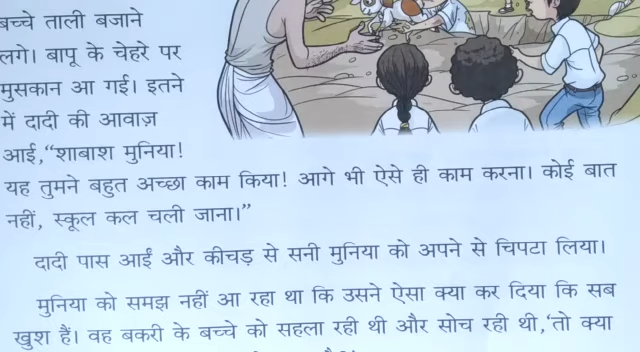 बच्चे ताली बजाने
लगे। बापू के चेहरे पर
मुसकान आ गई। इतने
में दादी की आवाज़
आई,“शाबाश मुनिया!
यह तुमने बहुत अच्छा काम किया! आगे भी ऐसे ही काम करना। कोई बात
नहीं, स्कूल कल चली जाना।”
दादी पास आईं और कीचड़ से सनी मुनिया को अपने से चिपटा लिया।
मुनिया को समझ नहीं आ रहा था कि उसने ऐसा क्या कर दिया कि सब
खुश हैं। वह बकरी के बच्चे को सहला रही थी और सोच रही थी,‘तो क्या